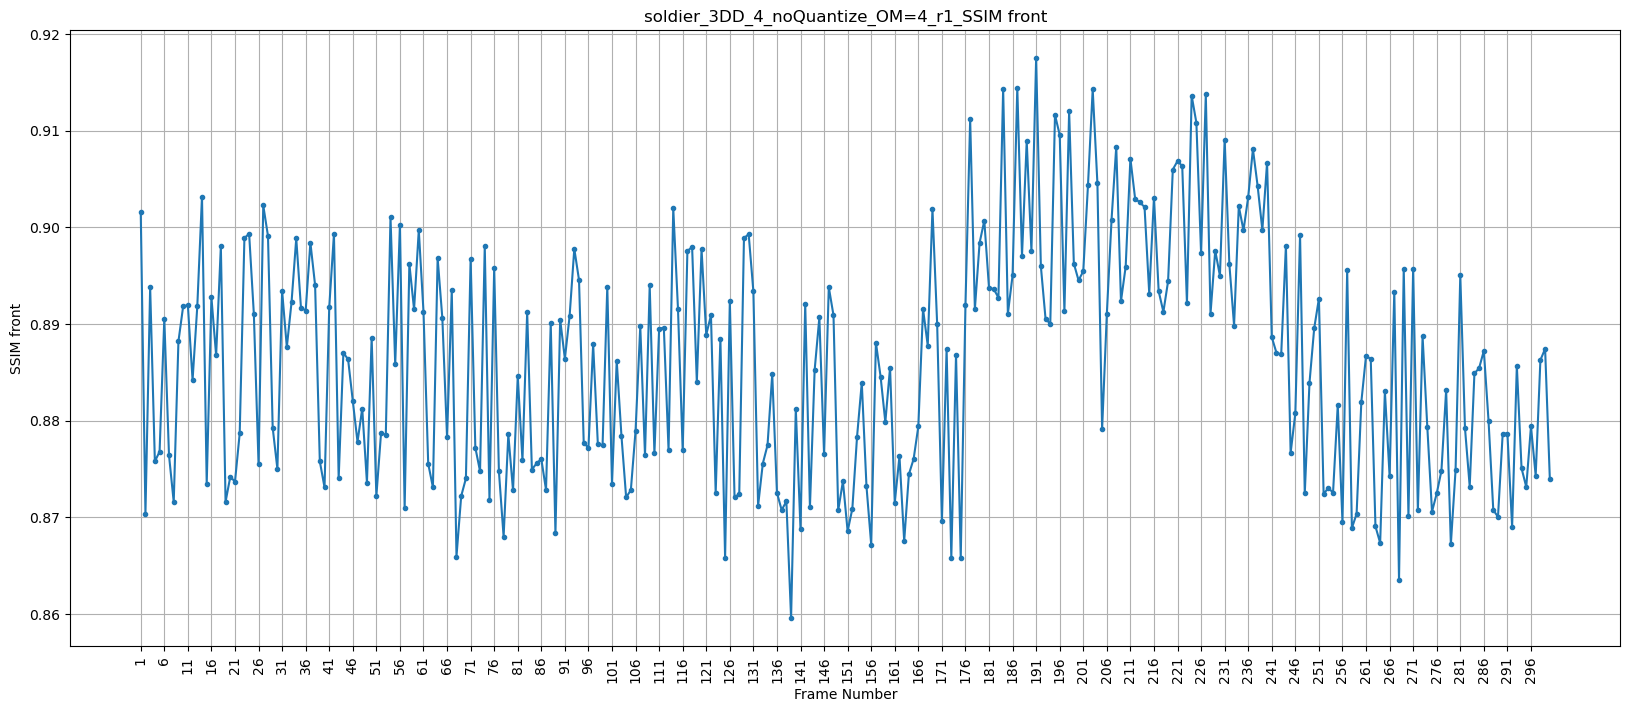 soldier_3DD_4_noQuantize_OM=4_r1_SSIM front
0.92
0.91
0.90
0.89
0.88
0.87
0.86
SSIM front
1 6 11 16 21 26 31 36 41 46 51 56 61 66 71 76 81 86 91 96 101 106 111 116 121 126 131 136 141 146 151 156 161 166 171 176 181 186 191 196 201 206 211 216 221 226 231 236 241 246 251 256 261 266 271 276 281 286 291 296
Frame Number